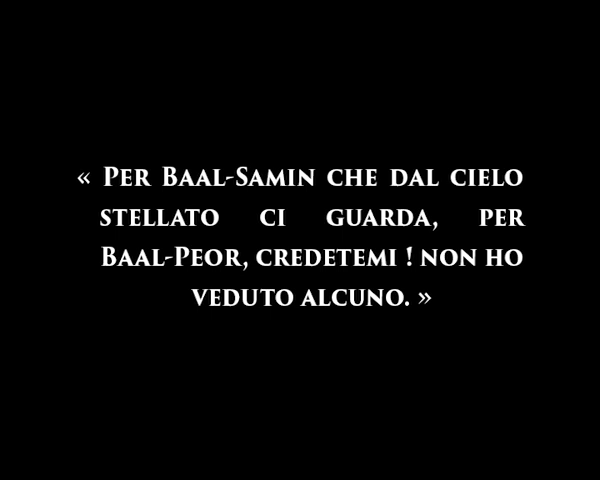 « Per Baal-Samin che dal cielo
stellato ci guarda, per
Baal-Peor, credetemi ! non ho
veduto alcuno. »